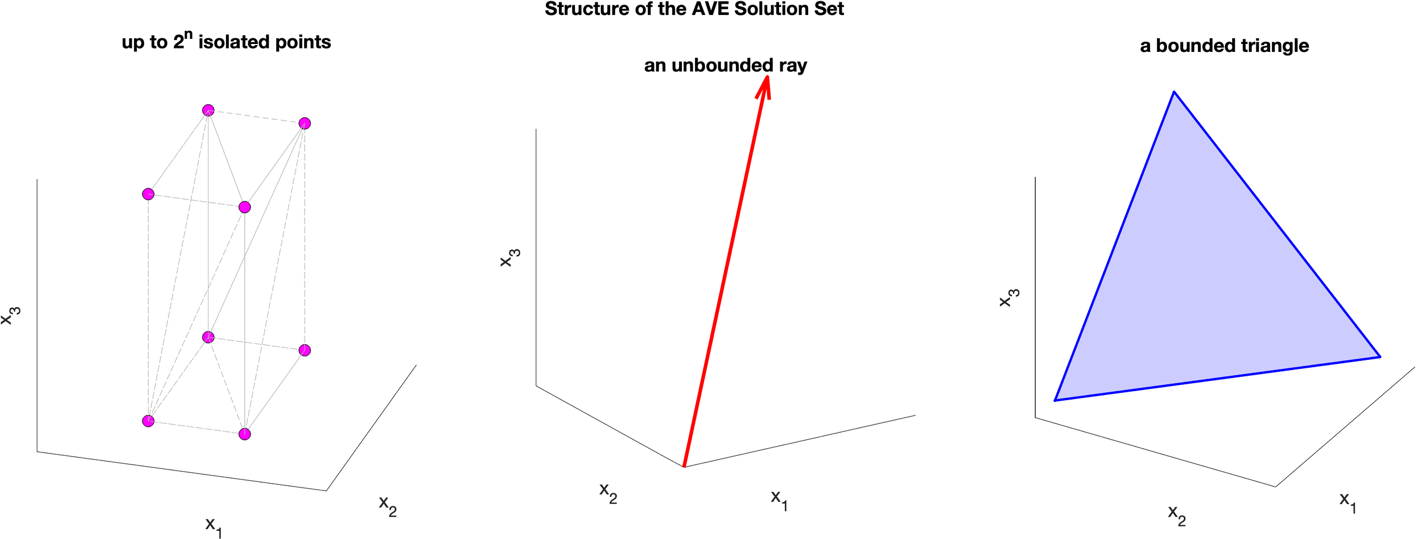 Structure of the AVE Solution Set
up to 2ⁿ isolated points
x₃
x₁
x₂
an unbounded ray
x₃
x₂
x₁
a bounded triangle
x₃
x₂
x₁